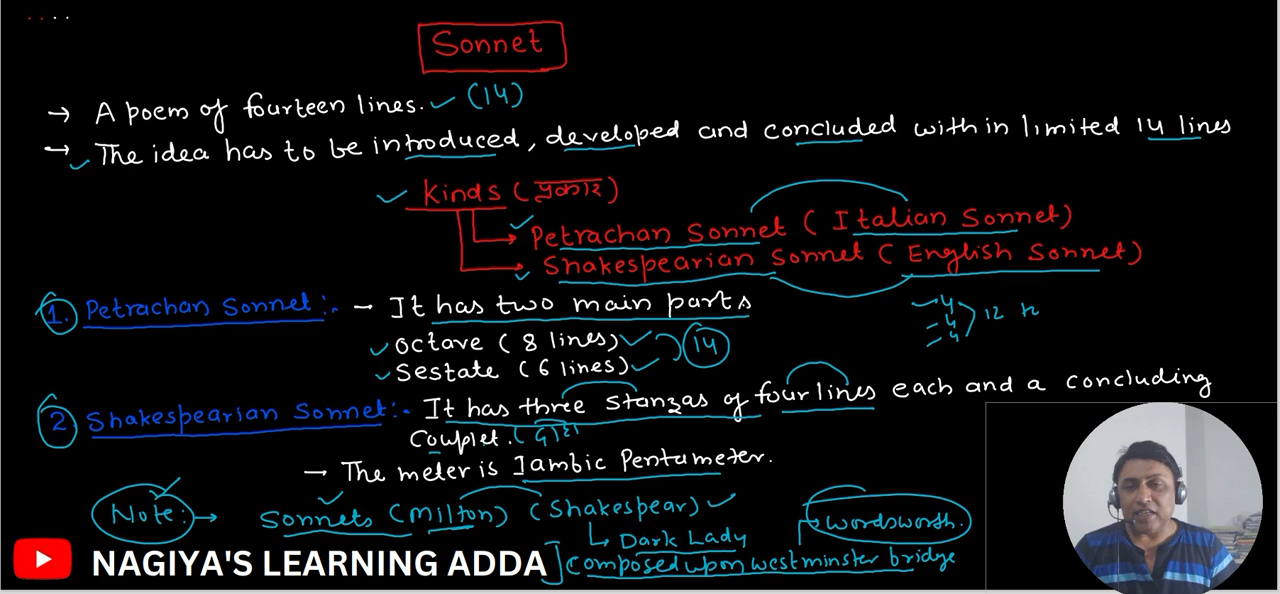 Sonnet
→ A poem of fourteen lines. (14)
→ The idea has to be introduced, developed and concluded with in limited 14 lines
Kinds (प्रकार)
→ Petrachan Sonnet (Italian Sonnet)
→ Shakespearian Sonnet (English Sonnet)
1. Petrachan Sonnet :- – It has two main parts
octave (8 lines)
Sestate (6 lines)
14
4
4
4
12
2. Shakespearian Sonnet :- It has three stanzas of four lines each and a concluding
Couplet. (दोहा)
→ The meter is Iambic Pentameter.
Note:→ Sonnets (Milton) (Shakespear)
Wordsworth.
Dark Lady
Composed upon westminster bridge
NAGIYA'S LEARNING ADDA